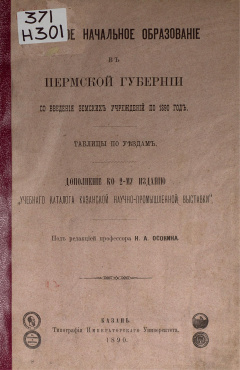 371
Н301
НАЧАЛЬНОЕ ОБРАЗОВАНІЕ
ВЪ
ПЕРМСКОЙ ГУБЕРНІИ
СО ВВЕДЕНІЯ ЗЕМСКИХЪ УЧРЕЖДЕНІЙ ПО 1890 ГОДЪ.
ТАБЛИЦЫ ПО УѢЗДАМЪ.
ДОПОЛНЕНІЕ КО 2-МУ ИЗДАНІЮ
„УЧЕБНАГО КАТАЛОГА КАЗАНСКОЙ НАУЧНО-ПРОМЫШЛЕННОЙ ВЫСТАВКИ".
Подъ редакціей профессора Н. А. ОСОКИНА.
КАЗАНЬ.
Типографія Императорскаго Университета.
1890.